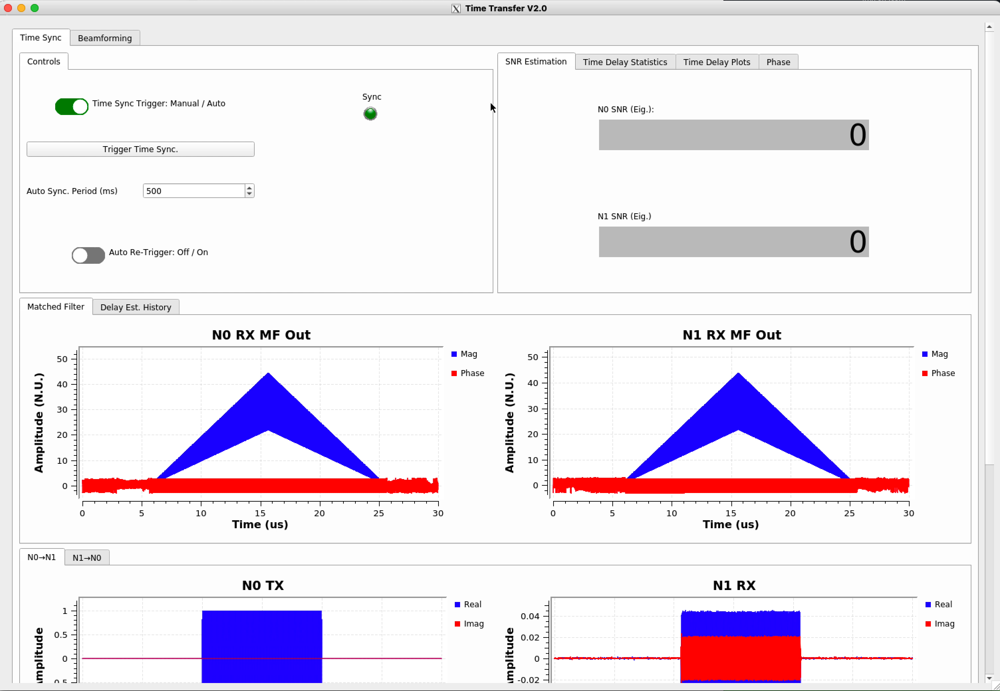 Time Transfer V2.0
Time Sync
Beamforming
Controls
Time Sync Trigger: Manual / Auto
Sync
Trigger Time Sync.
Auto Sync. Period (ms)
500
Auto Re-Trigger: Off / On
SNR Estimation
Time Delay Statistics
Time Delay Plots
Phase
N0 SNR (Eig.):
0
N1 SNR (Eig.)
0
Matched Filter
Delay Est. History
N0 RX MF Out
Amplitude (N.U.)
50
40
30
20
10
0
0 5 10 15 20 25 30
Time (us)
Mag
Phase
N1 RX MF Out
Amplitude (N.U.)
50
40
30
20
10
0
0 5 10 15 20 25 30
Time (us)
Mag
Phase
N0→N1
N1→N0
N0 TX
mplitude
1
0.5
0
Real
Imag
N1 RX
mplitude
0.04
0.02
0
-0.02
Real
Imag